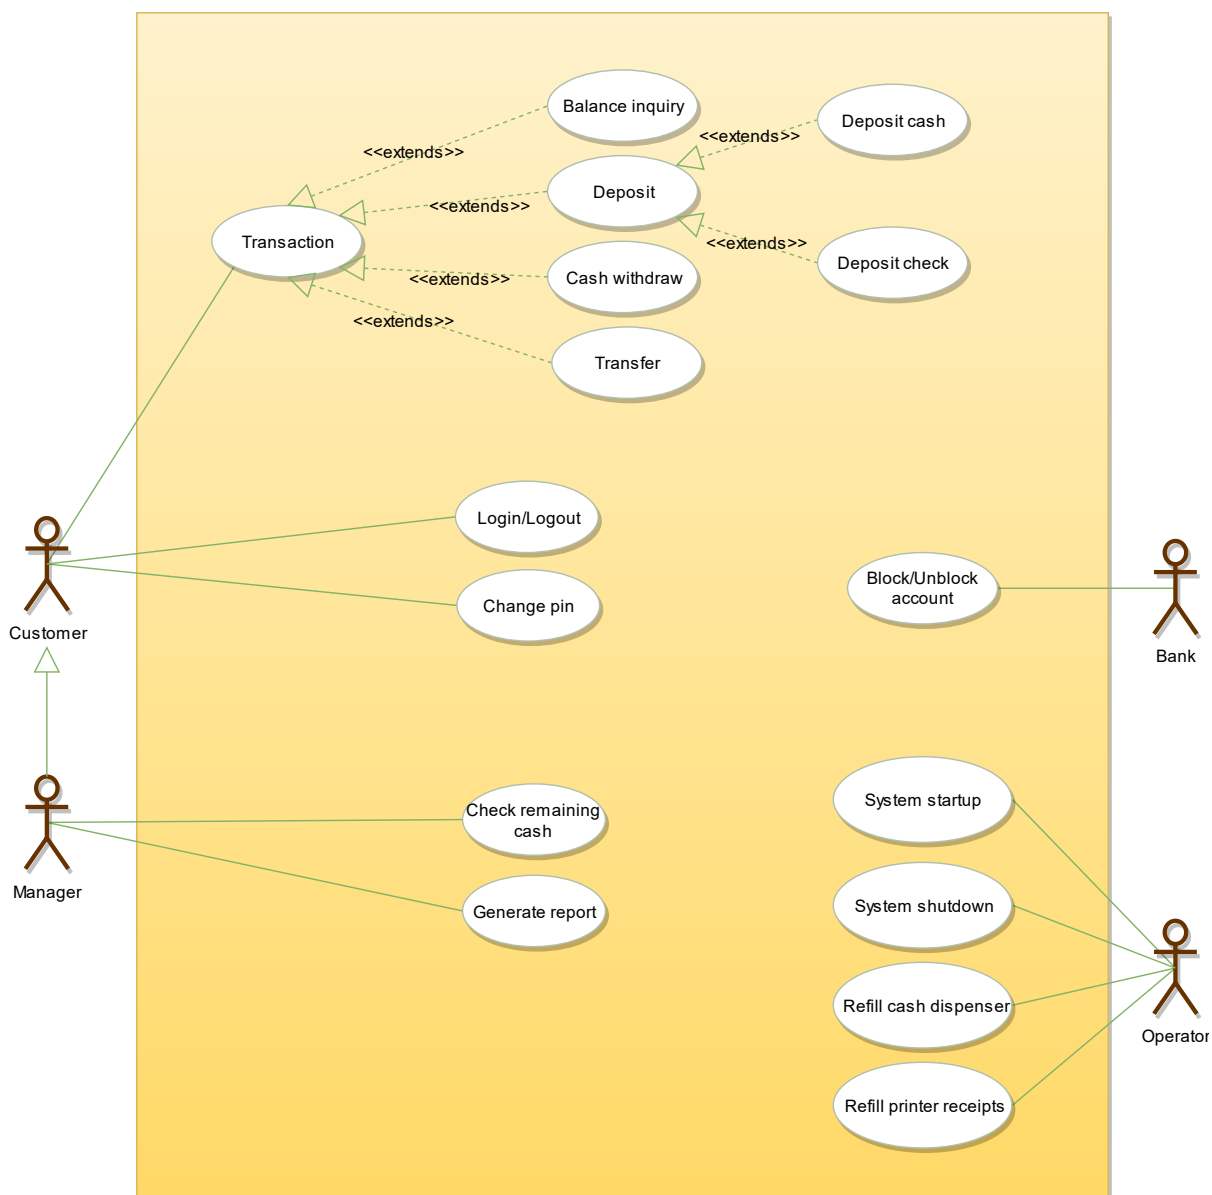 Balance inquiry
Deposit cash
<<extends>>
<<extends>>
Deposit
<<extends>>
Transaction
<<extends>>
Deposit check
Cash withdraw
<<extends>>
<<extends>>
Transfer
Login/Logout
Block/Unblock
account
Change pin
Customer
Bank
System startup
Check remaining
cash
Manager
Generate report
System shutdown
Refill cash dispenser
Operator
Refill printer receipts